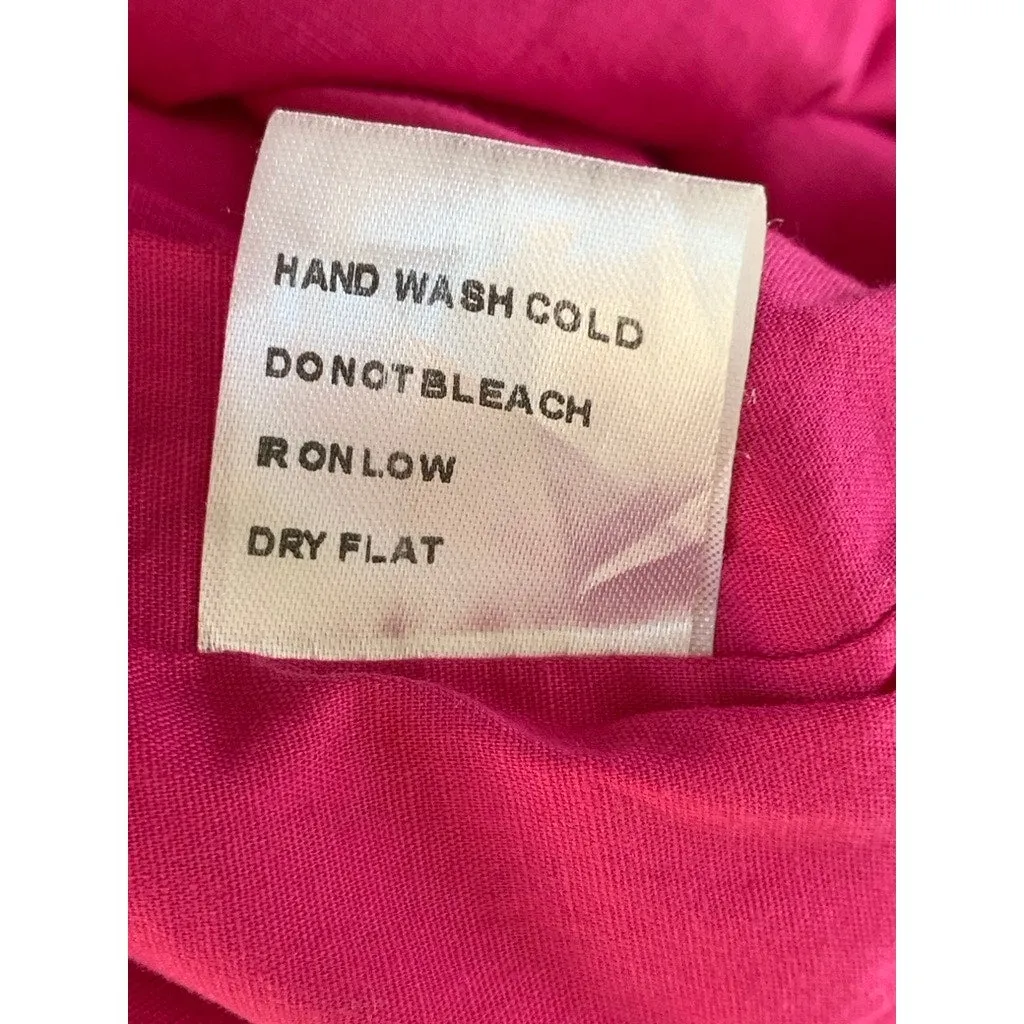 HAND WASH COLD
DO NOT BLEACH
IRON LOW
DRY FLAT